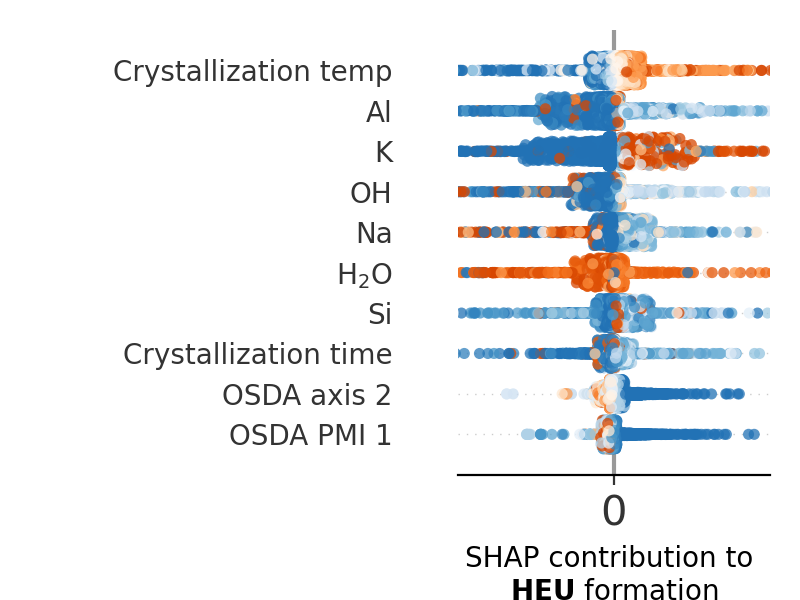 Crystallization temp
Al
K
OH
Na
H₂O
Si
Crystallization time
OSDA axis 2
OSDA PMI 1
0
SHAP contribution to
HEU formation